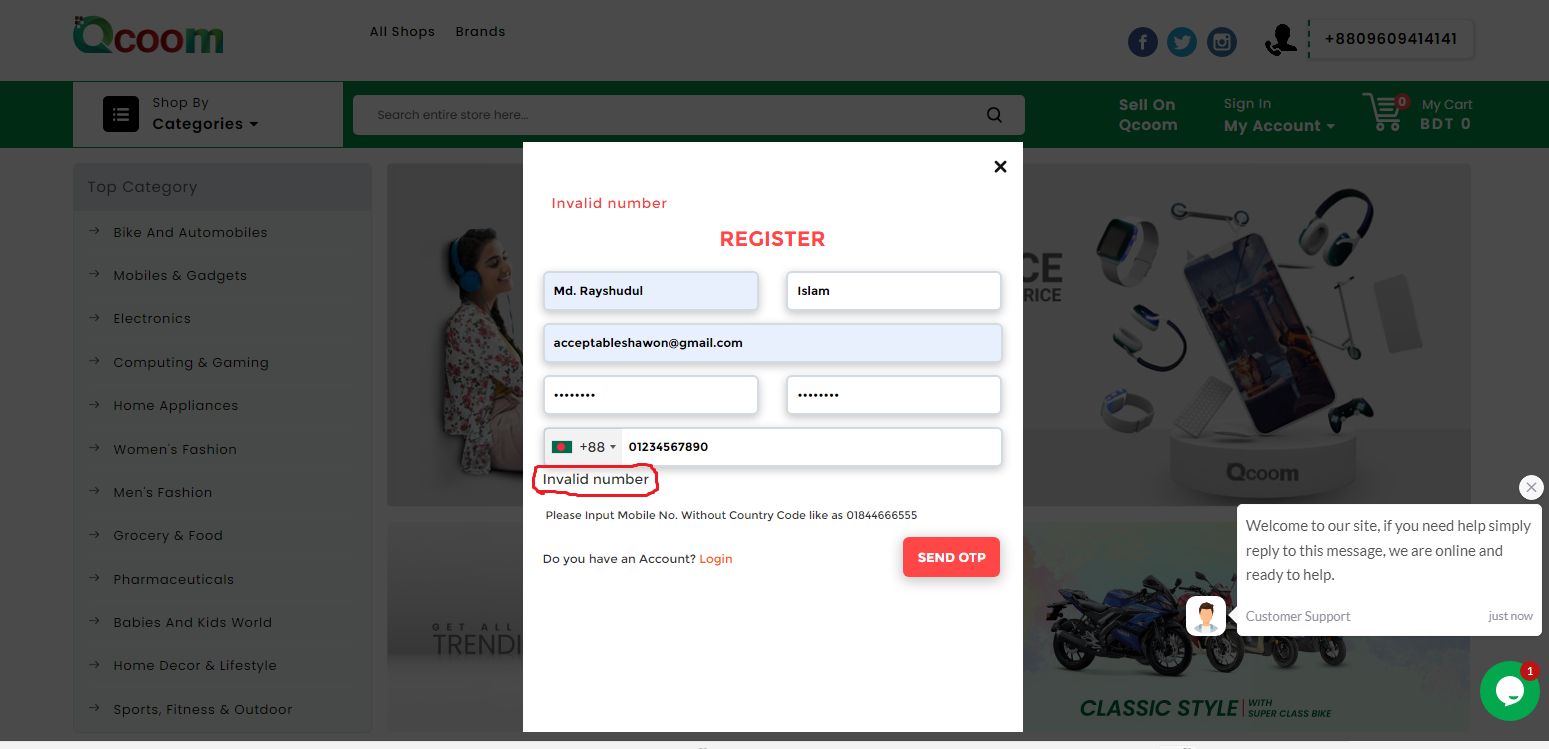 Qcoom
All Shops Brands
+8809609414141
Shop By
Categories
Search entire store here...
Sell On
Qcoom
Sign In
My Account
0
My Cart
BDT 0
Top Category
Bike And Automobiles
Mobiles & Gadgets
Electronics
Computing & Gaming
Home Appliances
Women's Fashion
Men's Fashion
Grocery & Food
Pharmaceuticals
Babies And Kids World
Home Decor & Lifestyle
Sports, Fitness & Outdoor
Invalid number
REGISTER
Md. Rayshudul Islam
acceptableshawon@gmail.com
•••••••• ••••••••
+88 01234567890
Invalid number
Please Input Mobile No. Without Country Code like as 01844666555
Do you have an Account? Login
SEND OTP
Qcoom
GET ALL
CLASSIC STYLE
WITH
SUPER CLASS BIKE
Welcome to our site, if you need help simply
reply to this message, we are online and
ready to help.
Customer Support just now
1